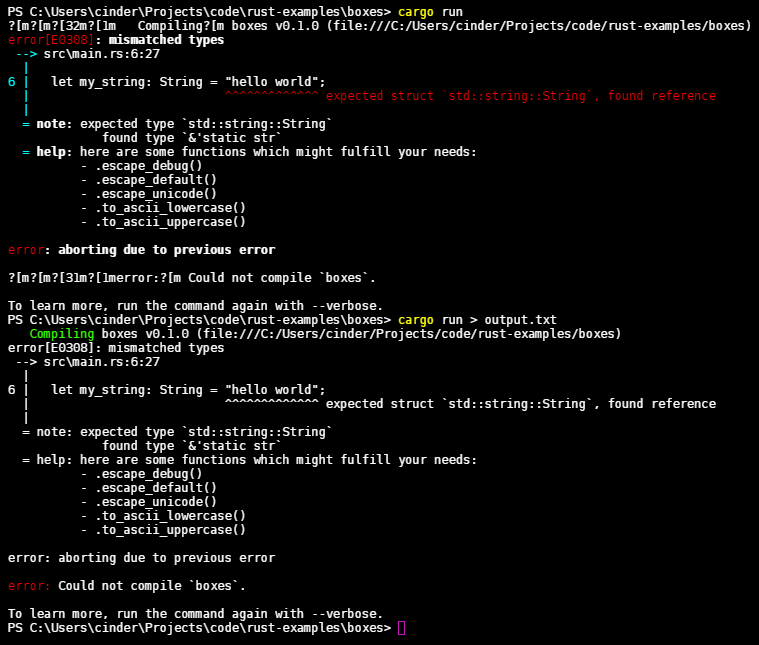 PS C:\Users\cinder\Projects\code\rust-examples\boxes> cargo run
?[m?[m?[32m?[1m   Compiling?[m boxes v0.1.0 (file:///C:/Users/cinder/Projects/code/rust-examples/boxes)
error[E0308]: mismatched types
 --> src\main.rs:6:27
  |
6 |   let my_string: String = "hello world";
  |                           ^^^^^^^^^^^^^ expected struct `std::string::String`, found reference
  |
  = note: expected type `std::string::String`
             found type `&'static str`
  = help: here are some functions which might fulfill your needs:
          - .escape_debug()
          - .escape_default()
          - .escape_unicode()
          - .to_ascii_lowercase()
          - .to_ascii_uppercase()
error: aborting due to previous error
?[m?[m?[31m?[1merror:?[m Could not compile `boxes`.
To learn more, run the command again with --verbose.
PS C:\Users\cinder\Projects\code\rust-examples\boxes> cargo run > output.txt
   Compiling boxes v0.1.0 (file:///C:/Users/cinder/Projects/code/rust-examples/boxes)
error[E0308]: mismatched types
 --> src\main.rs:6:27
  |
6 |   let my_string: String = "hello world";
  |                           ^^^^^^^^^^^^^ expected struct `std::string::String`, found reference
  |
  = note: expected type `std::string::String`
             found type `&'static str`
  = help: here are some functions which might fulfill your needs:
          - .escape_debug()
          - .escape_default()
          - .escape_unicode()
          - .to_ascii_lowercase()
          - .to_ascii_uppercase()
error: aborting due to previous error
error: Could not compile `boxes`.
To learn more, run the command again with --verbose.
PS C:\Users\cinder\Projects\code\rust-examples\boxes>